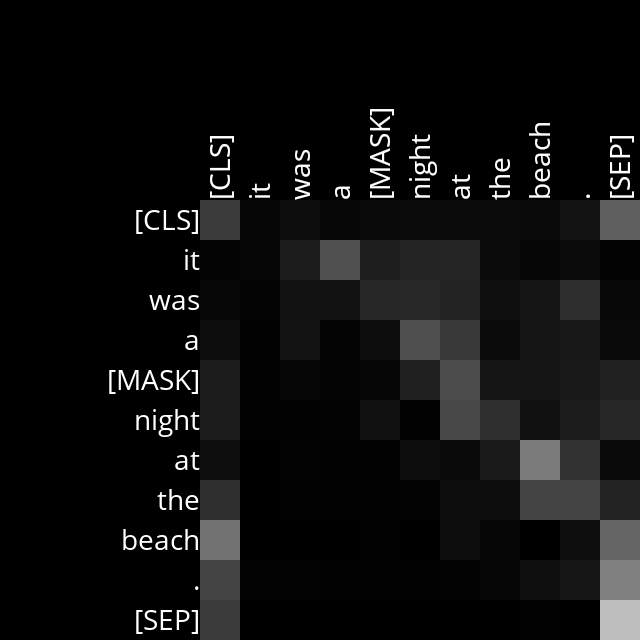 [CLS] it was a [MASK] night at the beach . [SEP]
[CLS]
it
was
a
[MASK]
night
at
the
beach
.
[SEP]